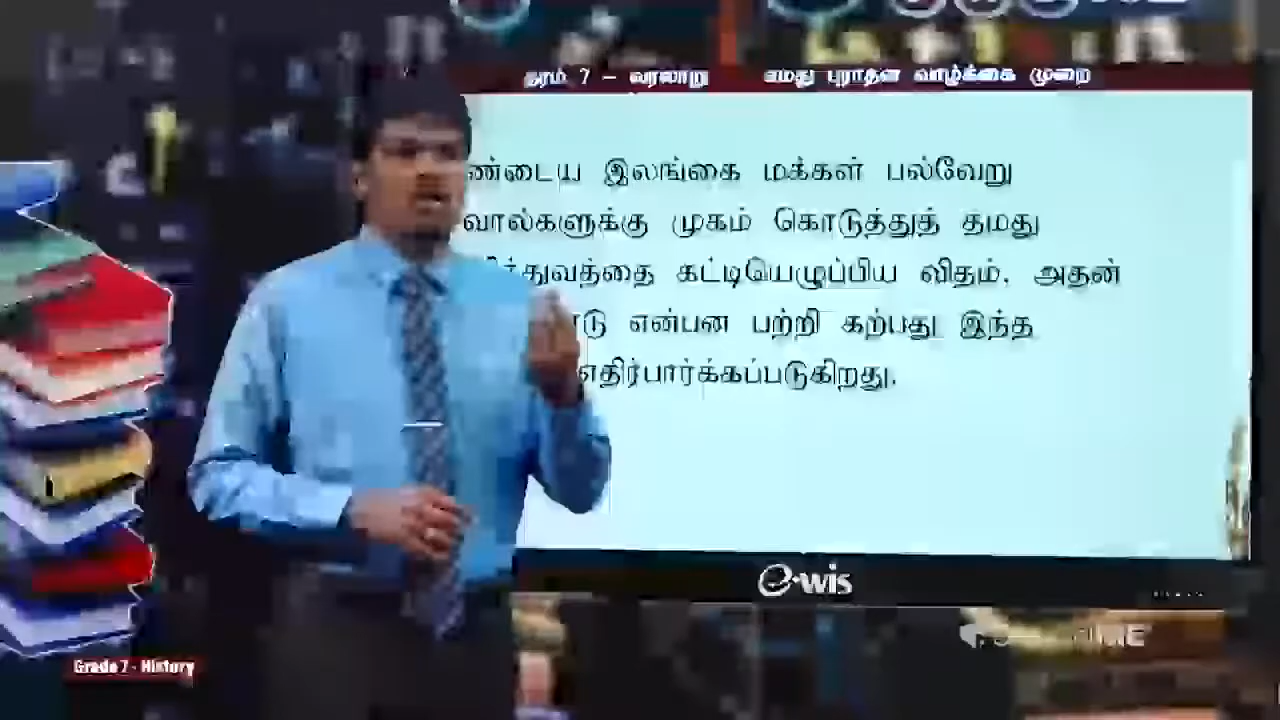 தரம் 7 – வரலாறு எமது புராதன வாழ்க்கை முறை
ண்டைய இலங்கை மக்கள் பல்வேறு
வால்களுக்கு முகம் கொடுத்துத் தமது
த்துவத்தை கட்டியெழுப்பிய விதம், அதன்
டு என்பன பற்றி கற்பது இந்த
எதிர்பார்க்கப்படுகிறது.
e-wis
Grade 7 - History